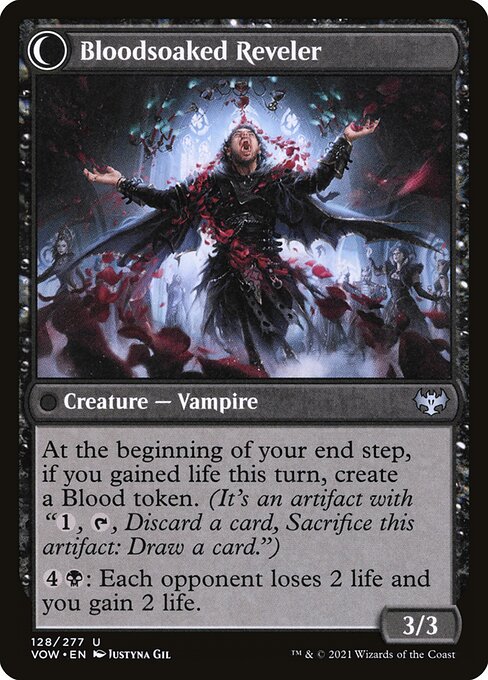 Bloodsoaked Reveler
Creature — Vampire
At the beginning of your end step,
if you gained life this turn, create
a Blood token. (It's an artifact with
“1, T, Discard a card, Sacrifice this
artifact: Draw a card.”)
4B: Each opponent loses 2 life and
you gain 2 life.
3/3
128/277 U
VOW • EN Justyna Gil
™ & © 2021 Wizards of the Coast